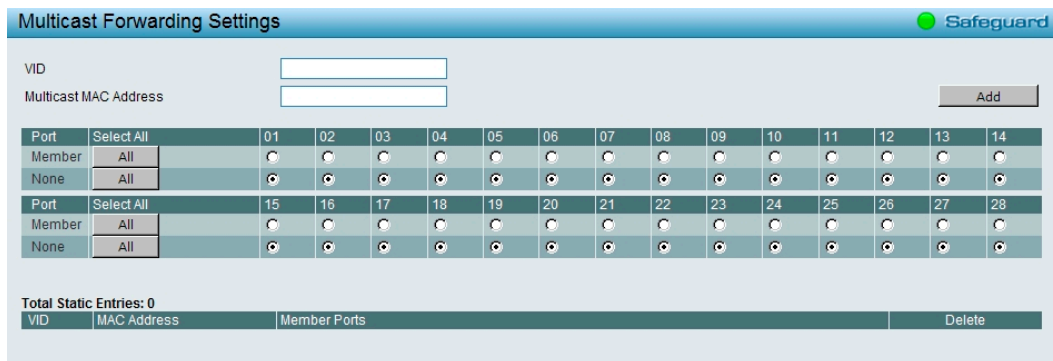 Multicast Forwarding Settings Safeguard
VID
Multicast MAC Address Add
Port Select All 01 02 03 04 05 06 07 08 09 10 11 12 13 14
Member All
None All
Port Select All 15 16 17 18 19 20 21 22 23 24 25 26 27 28
Member All
None All
Total Static Entries: 0
VID MAC Address Member Ports Delete